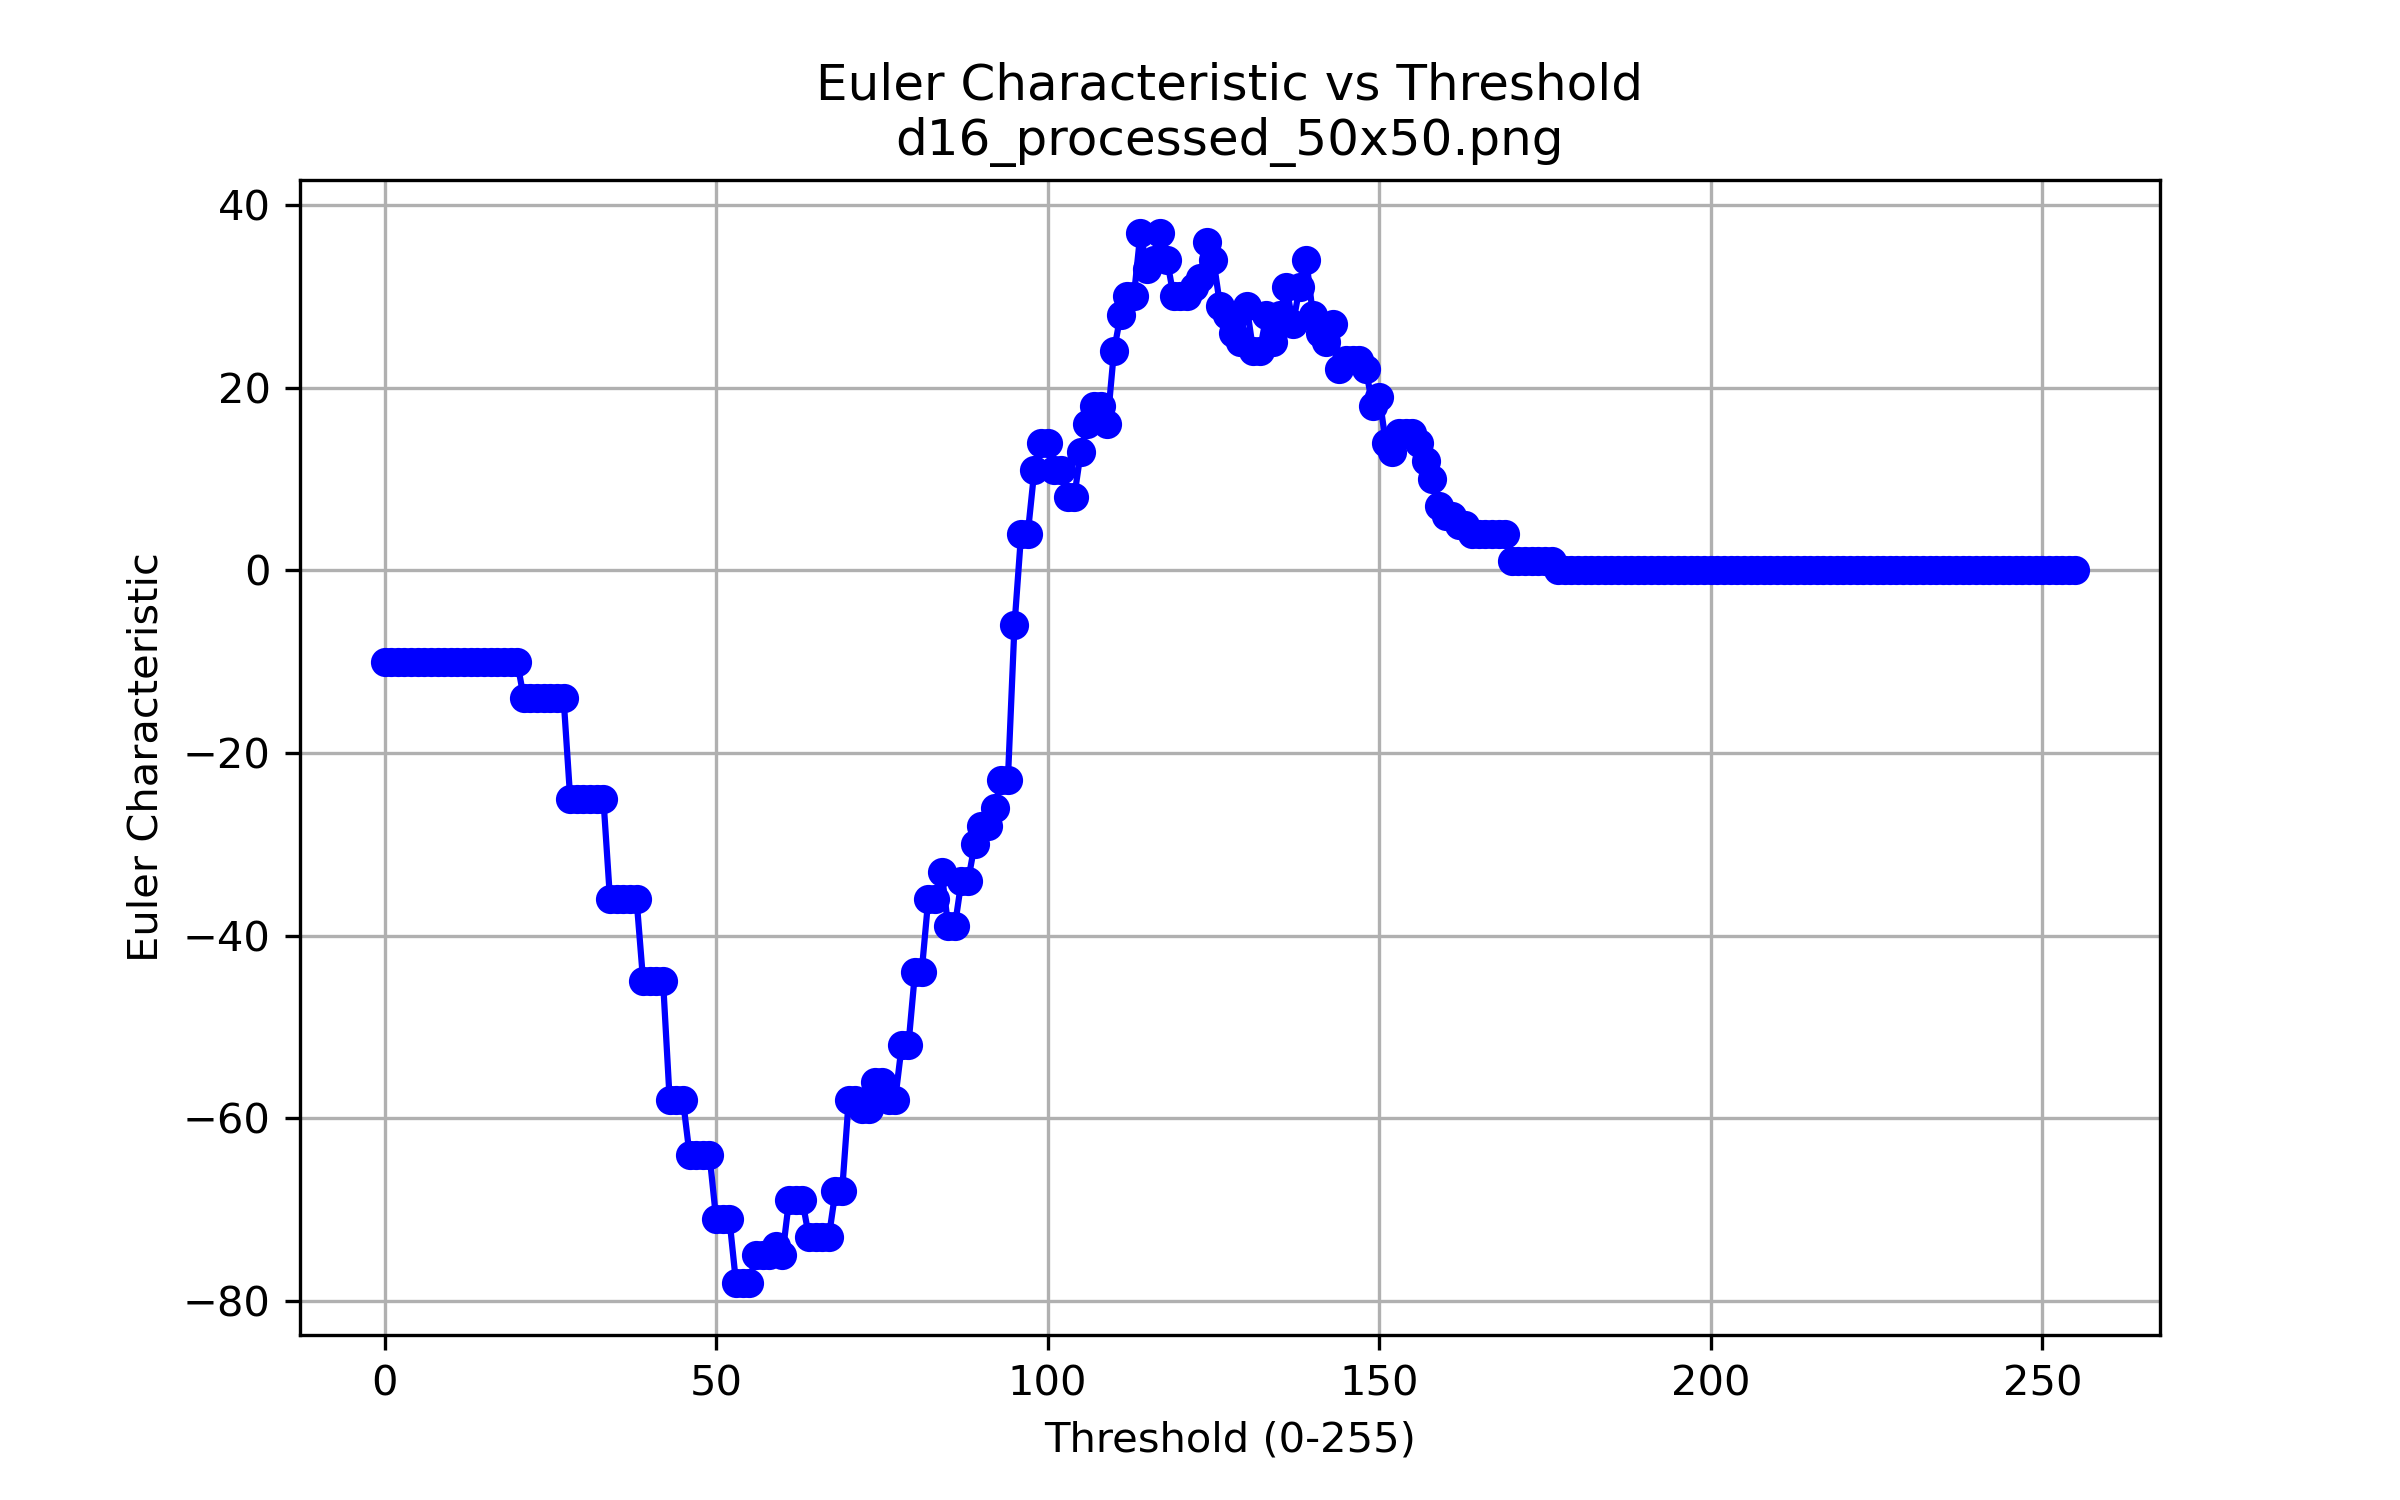 Euler Characteristic vs Threshold
d16_processed_50x50.png
Euler Characteristic
40
20
0
−20
−40
−60
−80
0 50 100 150 200 250
Threshold (0-255)